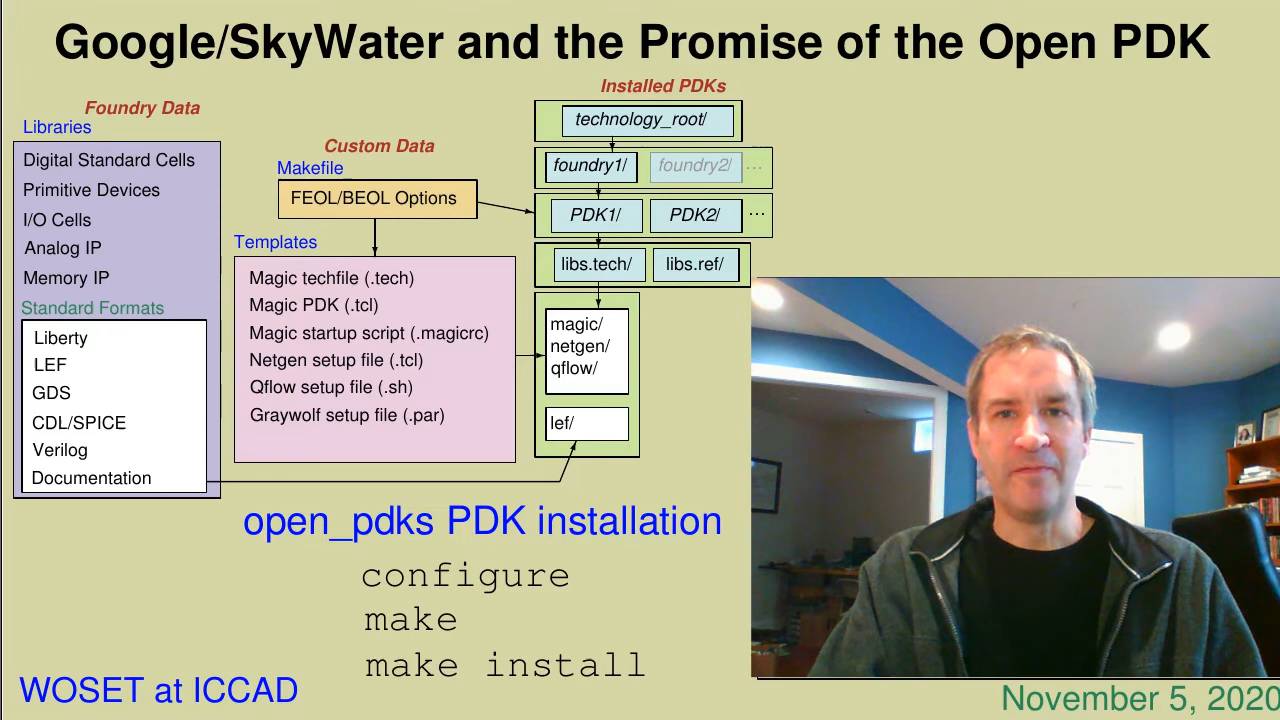 Google/SkyWater and the Promise of the Open PDK
Foundry Data
Libraries
Digital Standard Cells
Primitive Devices
I/O Cells
Analog IP
Memory IP
Standard Formats
Liberty
LEF
GDS
CDL/SPICE
Verilog
Documentation
Custom Data
Makefile
FEOL/BEOL Options
Templates
Magic techfile (.tech)
Magic PDK (.tcl)
Magic startup script (.magicrc)
Netgen setup file (.tcl)
Qflow setup file (.sh)
Graywolf setup file (.par)
Installed PDKs
technology_root/
foundry1/ foundry2/ ...
PDK1/ PDK2/ ...
libs.tech/ libs.ref/
magic/
netgen/
qflow/
lef/
open_pdks PDK installation
configure
make
make install
WOSET at ICCAD
November 5, 2020